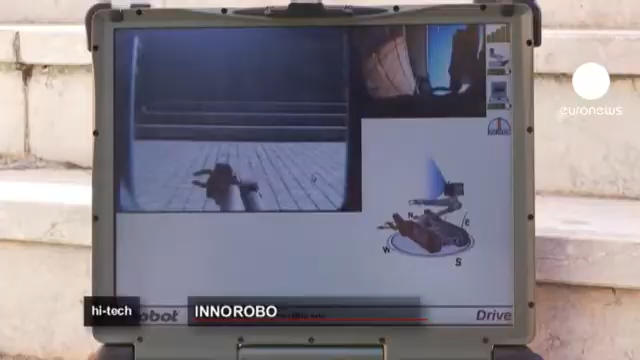 euronews
N
E
W
S
hi-tech
INNOROBO
obot
Drive